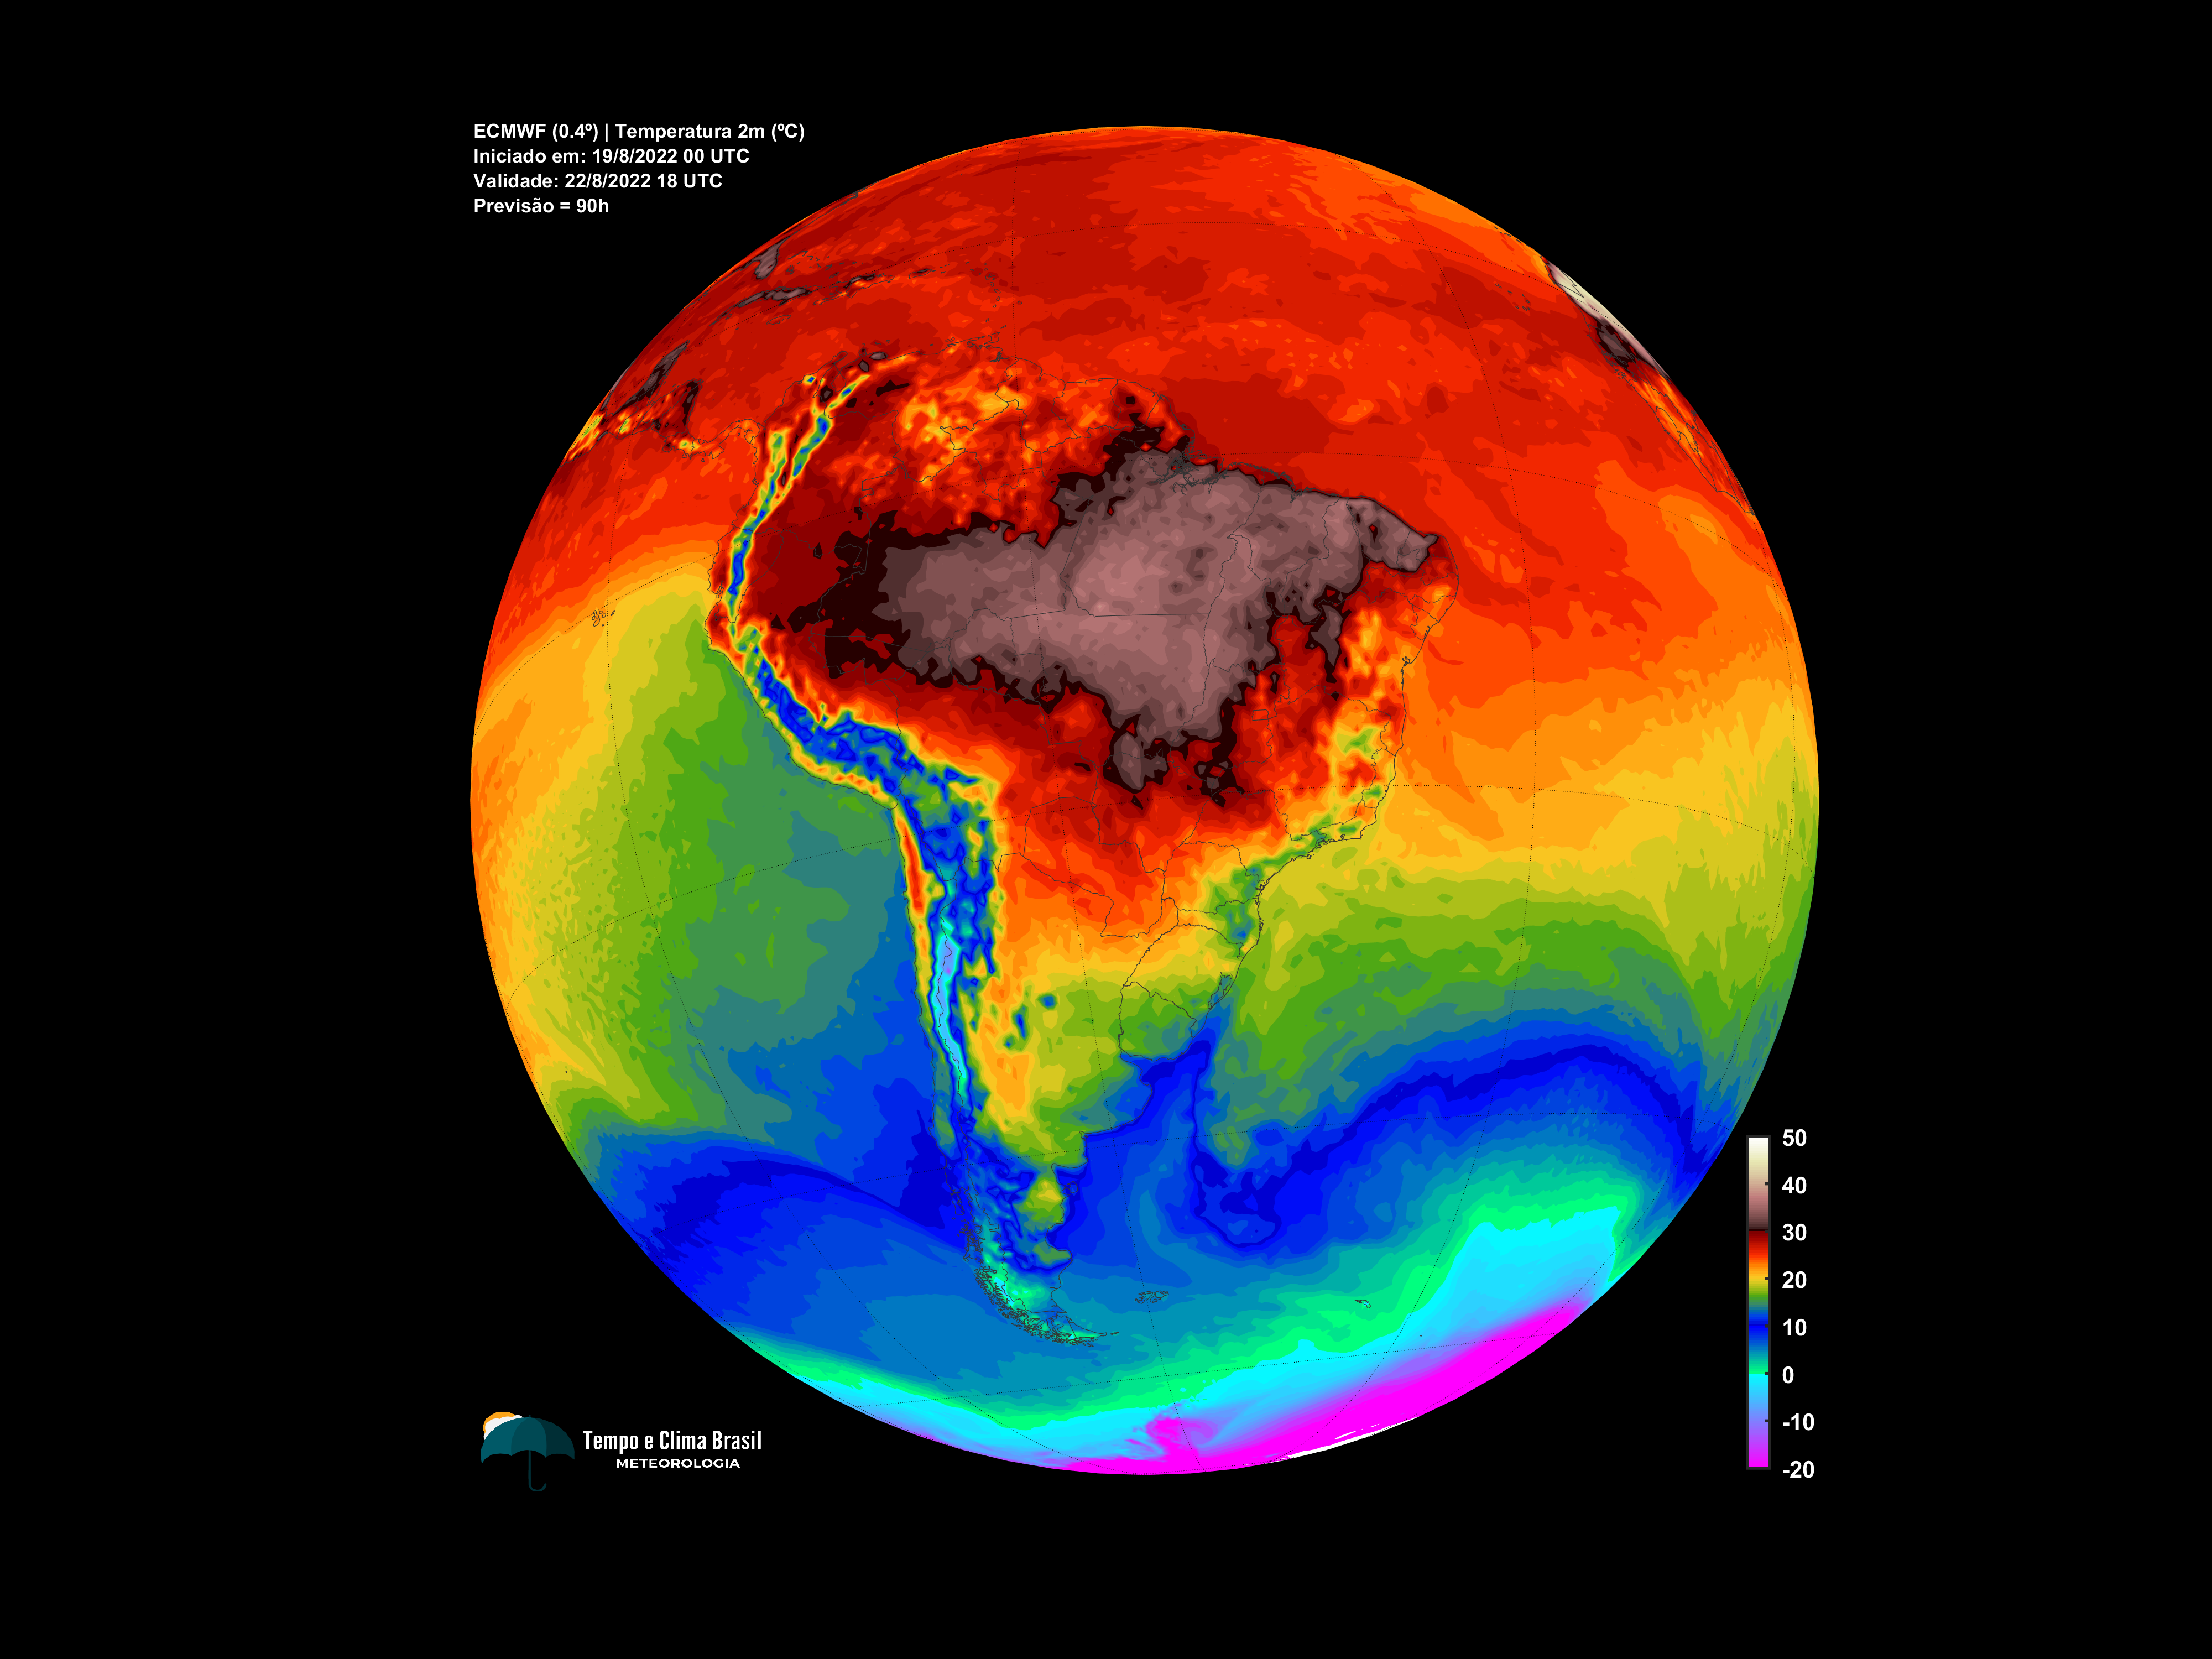 ECMWF (0.4º) | Temperatura 2m (ºC)
Iniciado em: 19/8/2022 00 UTC
Validade: 22/8/2022 18 UTC
Previsão = 90h
50
40
30
20
10
0
-10
-20
Tempo e Clima Brasil
METEOROLOGIA